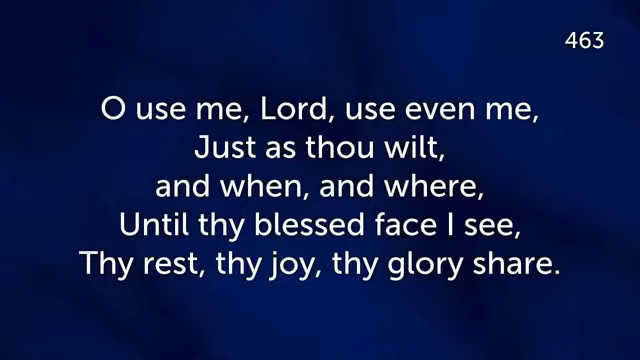 463
O use me, Lord, use even me,
Just as thou wilt,
and when, and where,
Until thy blessed face I see,
Thy rest, thy joy, thy glory share.